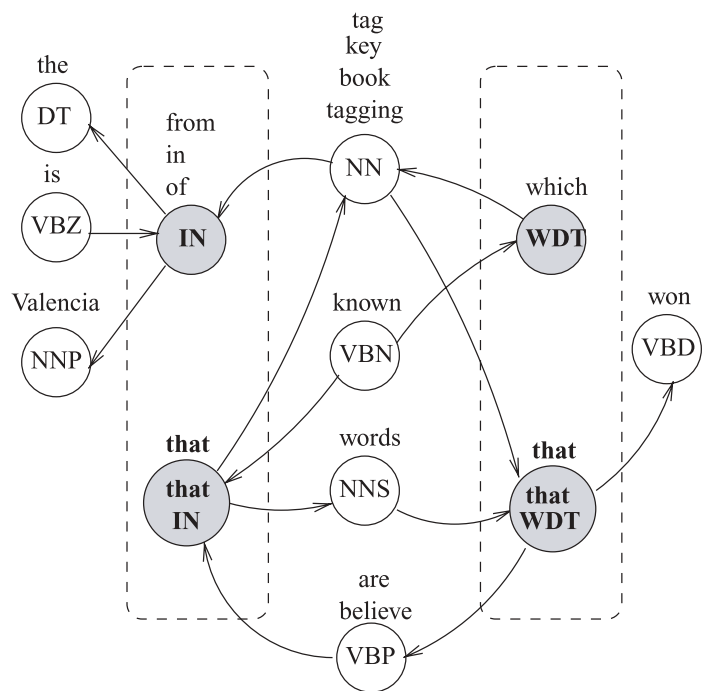 tag
key
book
tagging
the
DT
from
in
of
is
VBZ
IN
NN
which
WDT
Valencia
NNP
known
VBN
won
VBD
that
that
IN
words
NNS
that
that
WDT
are
believe
VBP